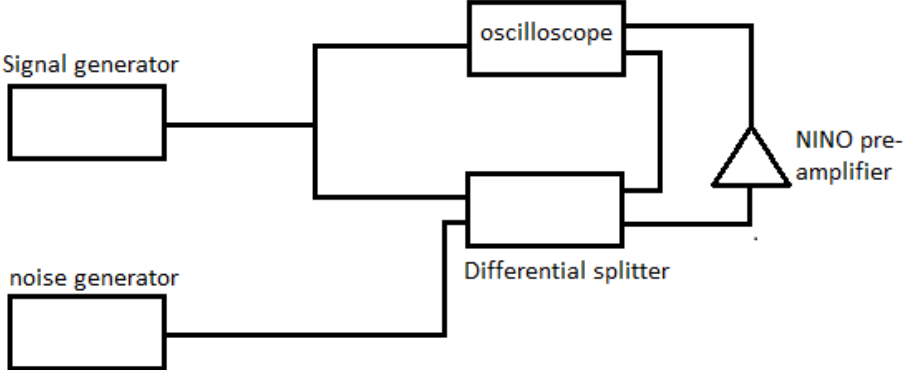 oscilloscope
Signal generator
NINO pre-
amplifier
Differential splitter
noise generator